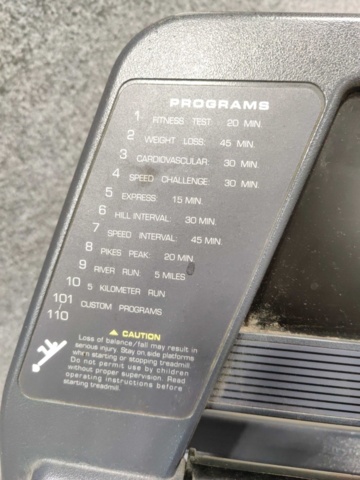 PROGRAMS
1 FITNESS TEST: 20 MIN.
2 WEIGHT LOSS: 45 MIN.
3 CARDIOVASCULAR: 30 MIN.
4 SPEED CHALLENGE: 30 MIN.
5 EXPRESS: 15 MIN.
6 HILL INTERVAL: 30 MIN.
7 SPEED INTERVAL: 45 MIN.
8 PIKES PEAK: 20 MIN.
9 RIVER RUN: 5 MILES
10 5 KILOMETER RUN
101/110 CUSTOM PROGRAMS
CAUTION
Loss of balance/fall may result in
serious injury. Stay on side platforms
when starting or stopping treadmill.
Do not permit use by children
without proper supervision. Read
operating instructions before
starting treadmill.